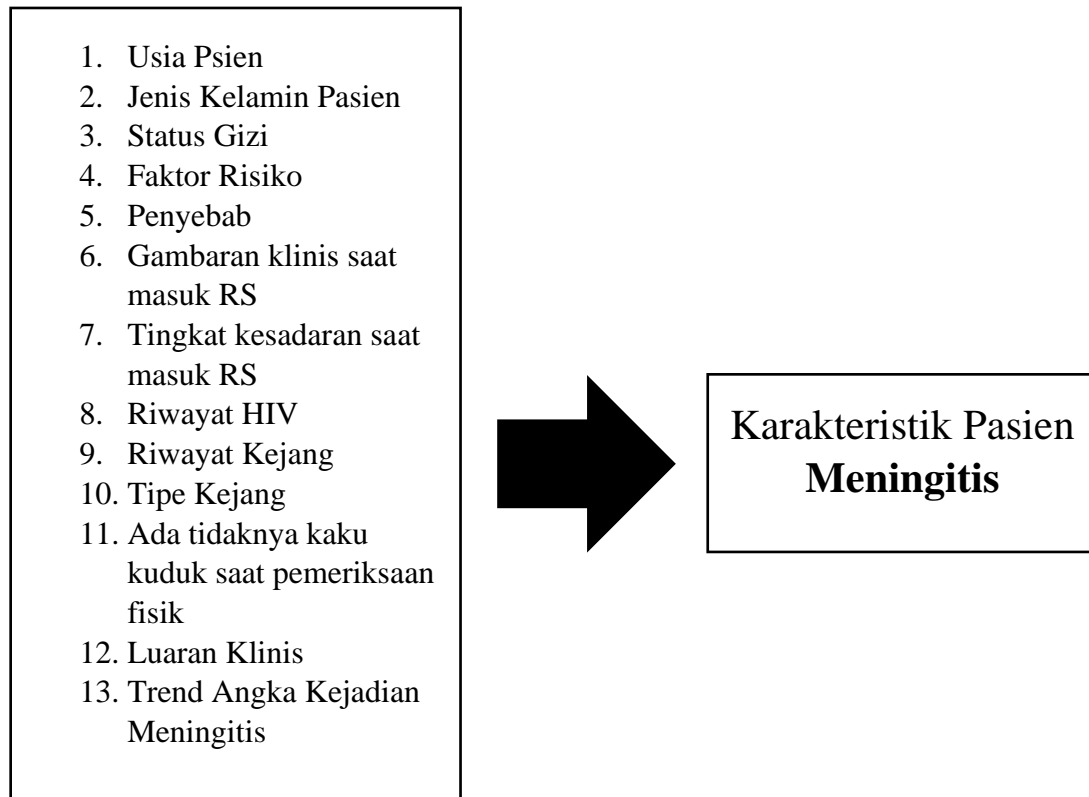 1. Usia Psien
2. Jenis Kelamin Pasien
3. Status Gizi
4. Faktor Risiko
5. Penyebab
6. Gambaran klinis saat
masuk RS
7. Tingkat kesadaran saat
masuk RS
8. Riwayat HIV
9. Riwayat Kejang
10. Tipe Kejang
11. Ada tidaknya kaku
kuduk saat pemeriksaan
fisik
12. Luaran Klinis
13. Trend Angka Kejadian
Meningitis
Karakteristik Pasien
Meningitis